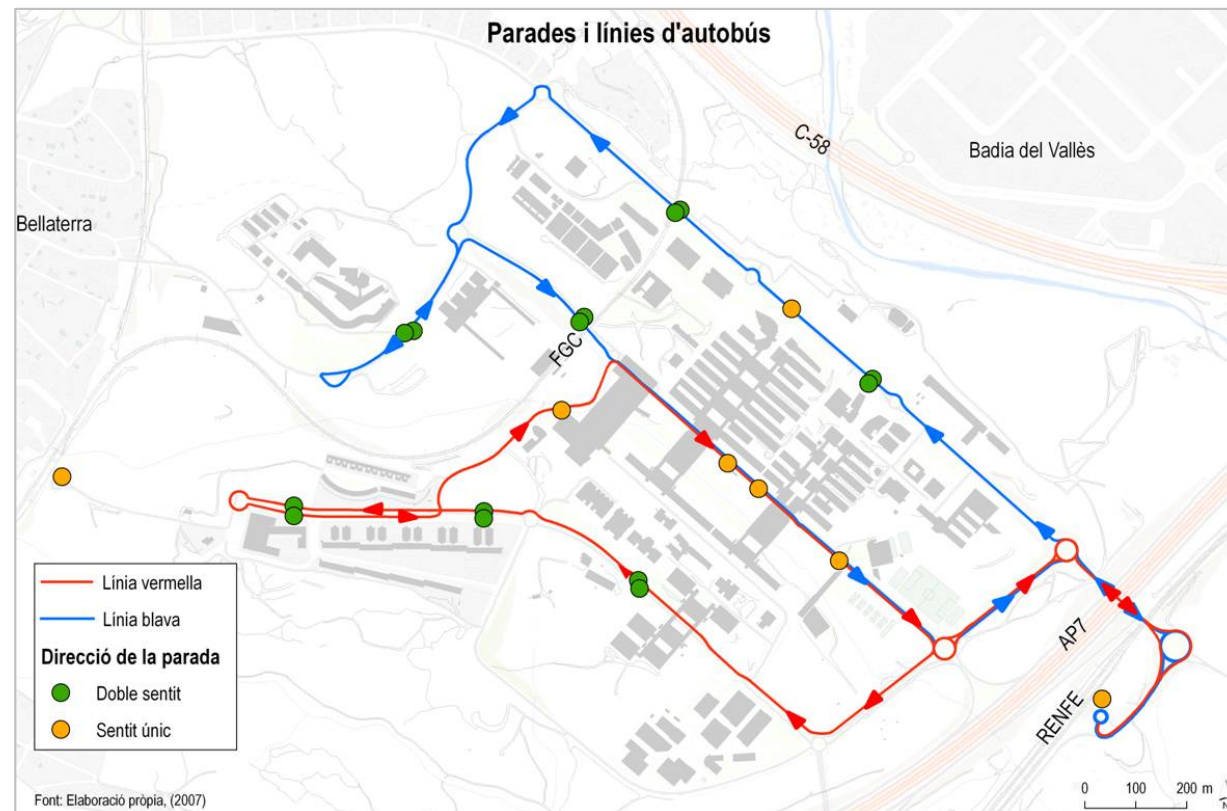 Parades i línies d'autobús
C-58
Badia del Vallès
Bellaterra
FGC
Línia vermella
Línia blava
Direcció de la parada
Doble sentit
Sentit únic
AP7
RENFE
0 100 200 m
Font: Elaboració pròpia, (2007)